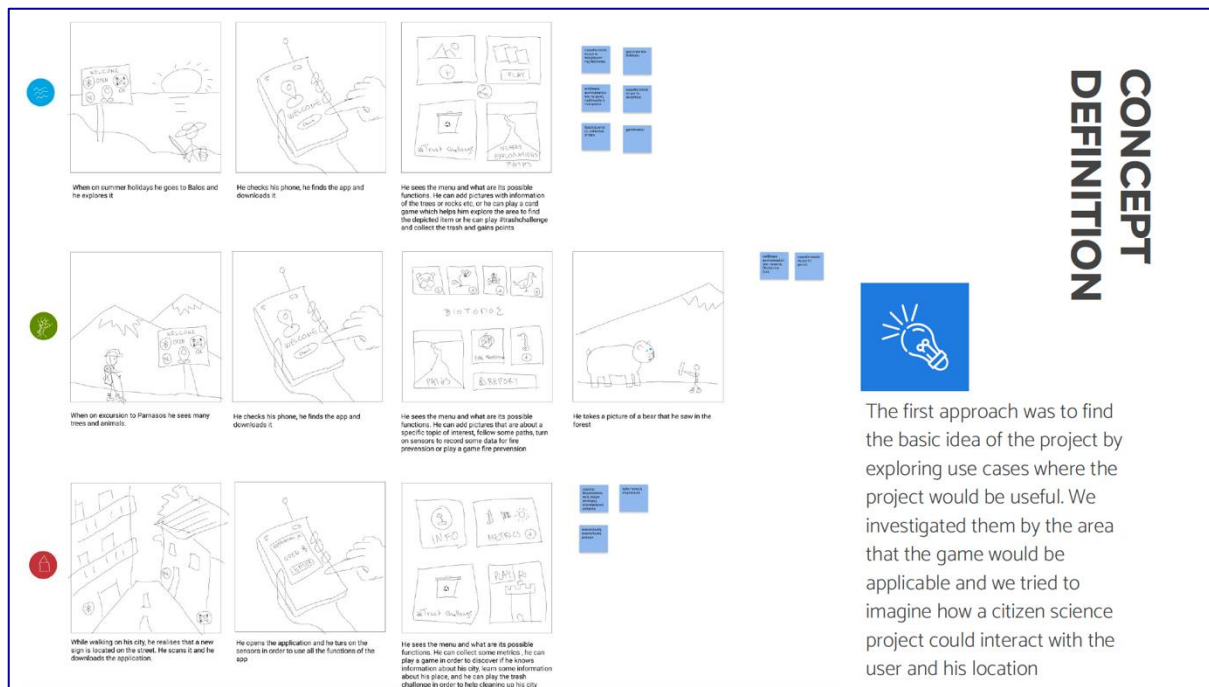 WELCOME
OPEN
WELCOME
Check
PLAY
#Trash Challenge
PATHS
When on summer holidays he goes to Balos and
he explores it
He checks his phone, he finds the app and
downloads it
He sees the menu and what are its possible
functions. He can add pictures with information
of the trees or rocks etc, or he can play a card
game which helps him explore the area to find
the depicted item or he can play #trashchallenge
and collect the trash and gains points
WELCOME
OPEN
WELCOME
PATHS
REPORT
When on excursion to Parnasos he sees many
trees and animals.
He checks his phone, he finds the app and
downloads it
He sees the menu and what are its possible
functions. He can add pictures that are about a
specific topic of interest, follow some paths, turn
on sensors to record some data for fire
prevension or play a game fire prevension
He takes a picture of a bear that he saw in the
forest
INFO
METRICS
PLAY
While walking on his city, he realises that a new
sign is located on the street. He scans it and he
downloads the application.
He opens the application and he turs on the
sensors in order to use all the functions of the
app
He sees the menu and what are its possible
functions. He can collect some metrics , he can
play a game in order to discover if he knows
information about his city, learn some information
about his place, and he can play the trash
challenge in order to help cleaning up his city
CONCEPT
DEFINITION
The first approach was to find
the basic idea of the project by
exploring use cases where the
project would be useful. We
investigated them by the area
that the game would be
applicable and we tried to
imagine how a citizen science
project could interact with the
user and his location